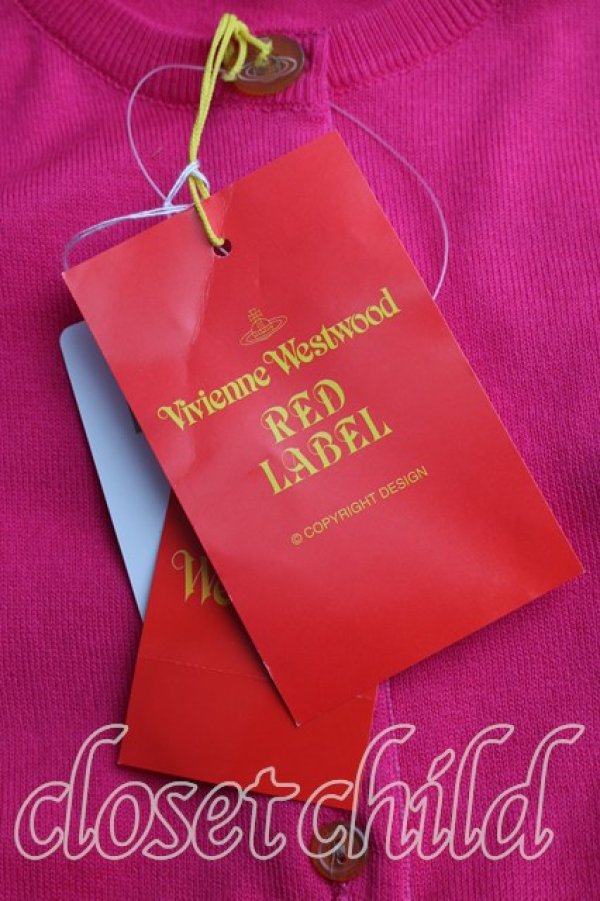 Vivienne Westwood
RED
LABEL
© COPYRIGHT DESIGN
closet child